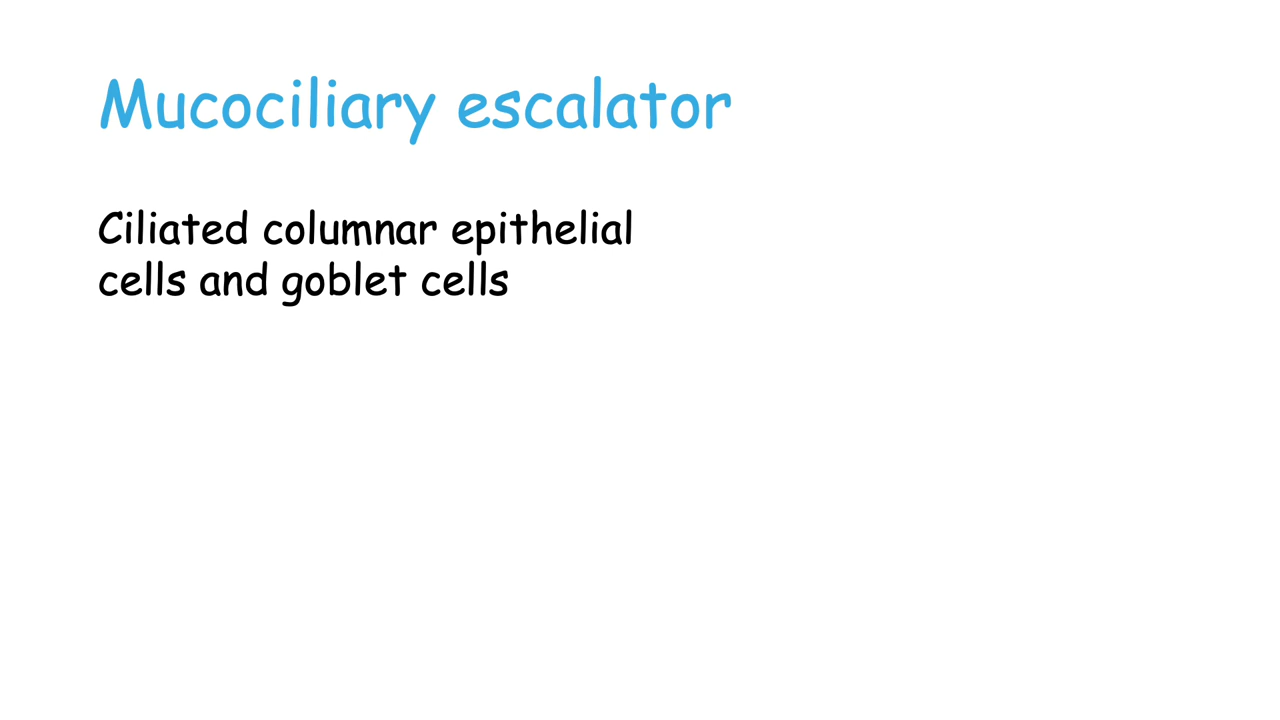 Mucociliary escalator
Ciliated columnar epithelial
cells and goblet cells